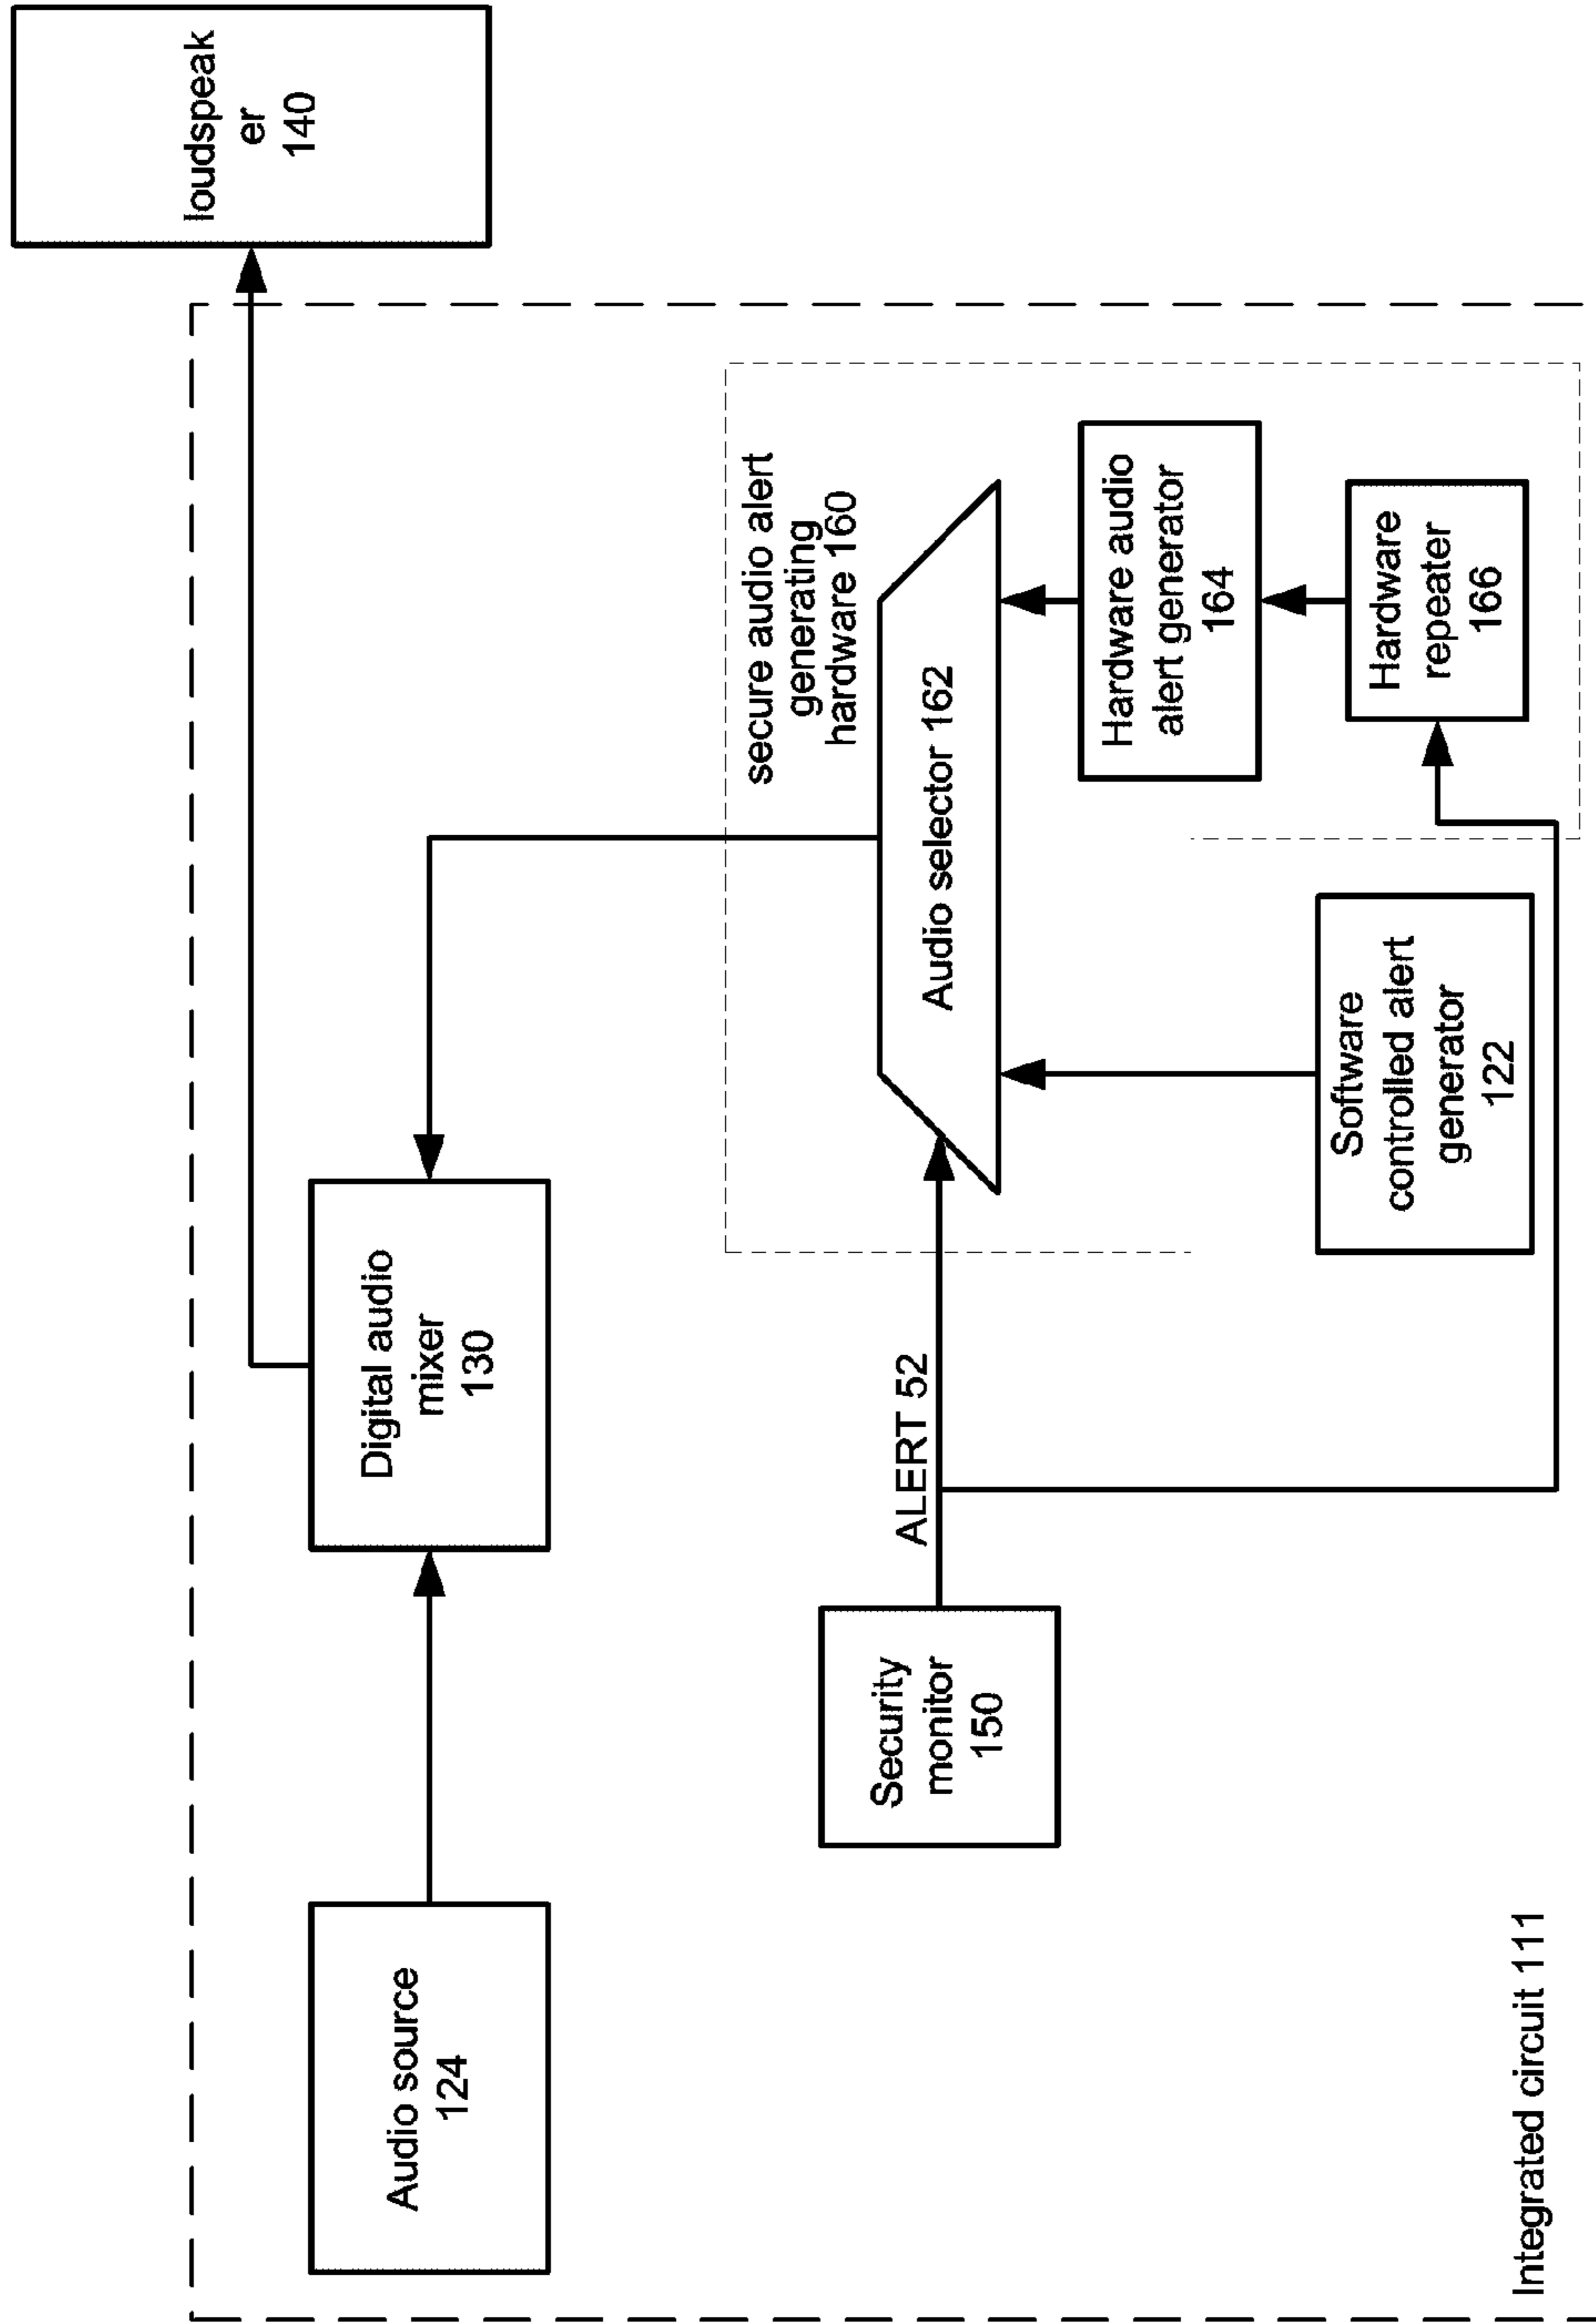 loudspeak
er
140
Digital audio
mixer
130
Audio source
124
secure audio alert
generating
hardware 160
Audio selector 162
ALERT 52
Security
monitor
150
Hardware audio
alert generator
164
Software
controlled alert
generator
122
Hardware
repeater
166
Integrated circuit 111